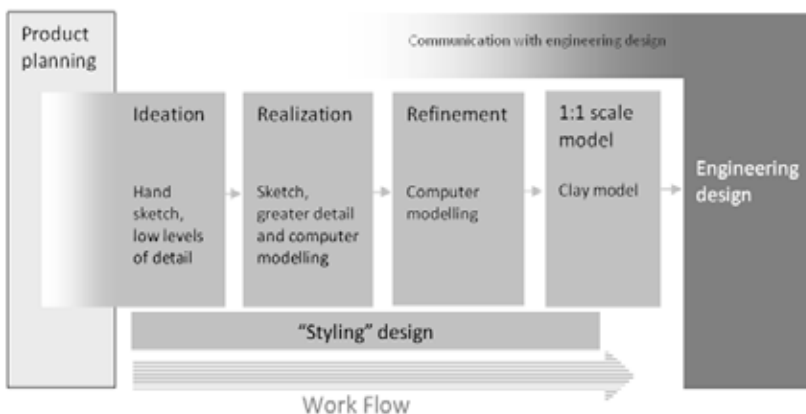 Product
planning
Communication with engineering design
Ideation
Hand
sketch,
low levels
of detail
Realization
Sketch,
greater detail
and computer
modelling
Refinement
Computer
modelling
1:1 scale
model
Clay model
Engineering
design
“Styling” design
Work Flow